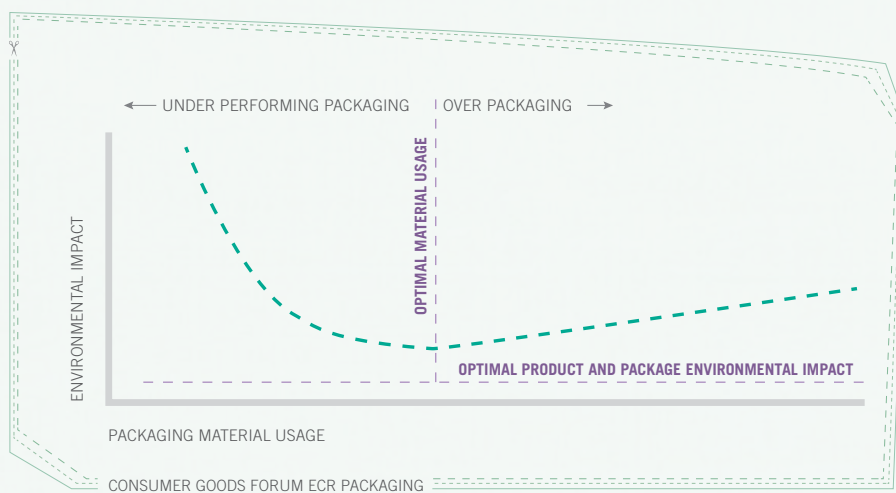 UNDER PERFORMING PACKAGING
OVER PACKAGING
OPTIMAL MATERIAL USAGE
ENVIRONMENTAL IMPACT
OPTIMAL PRODUCT AND PACKAGE ENVIRONMENTAL IMPACT
PACKAGING MATERIAL USAGE
CONSUMER GOODS FORUM ECR PACKAGING